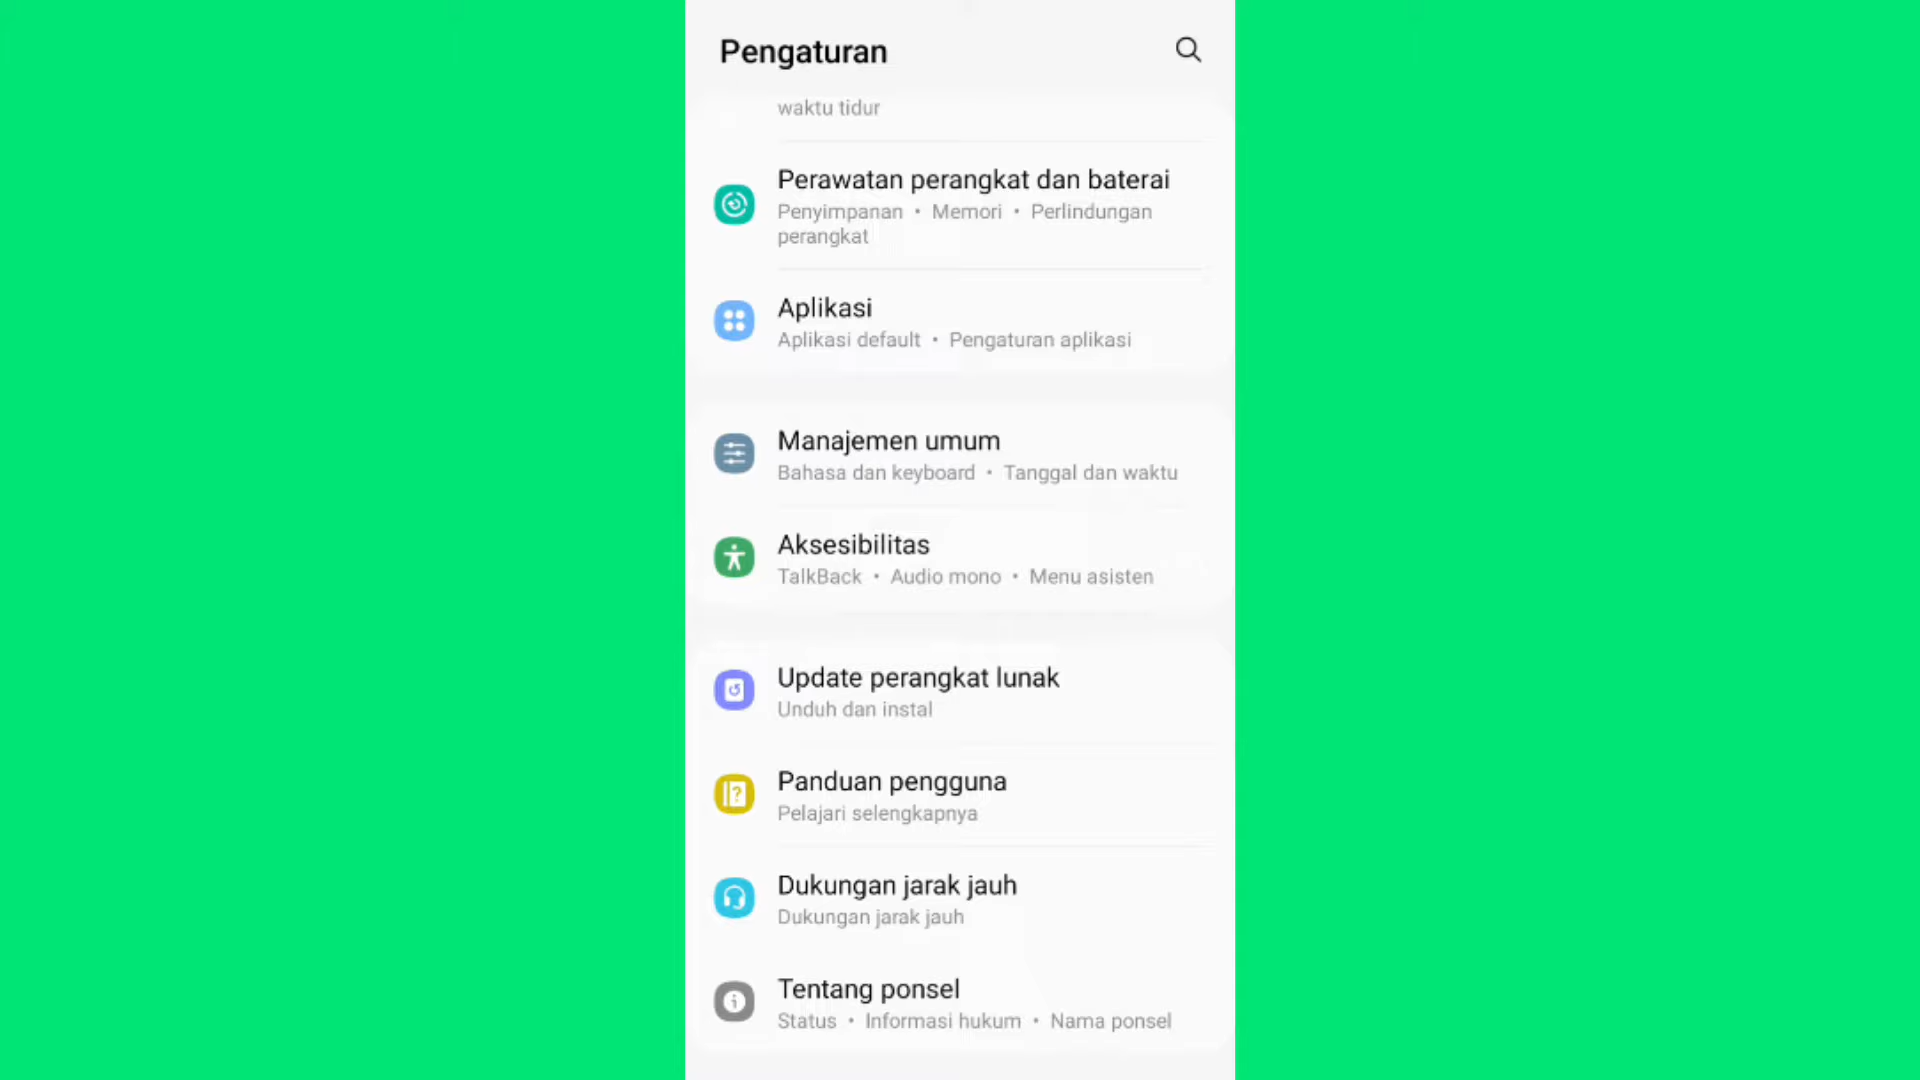 Pengaturan
waktu tidur
Perawatan perangkat dan baterai
Penyimpanan • Memori • Perlindungan
perangkat
Aplikasi
Aplikasi default • Pengaturan aplikasi
Manajemen umum
Bahasa dan keyboard • Tanggal dan waktu
Aksesibilitas
TalkBack • Audio mono • Menu asisten
Update perangkat lunak
Unduh dan instal
Panduan pengguna
Pelajari selengkapnya
Dukungan jarak jauh
Dukungan jarak jauh
Tentang ponsel
Status • Informasi hukum • Nama ponsel